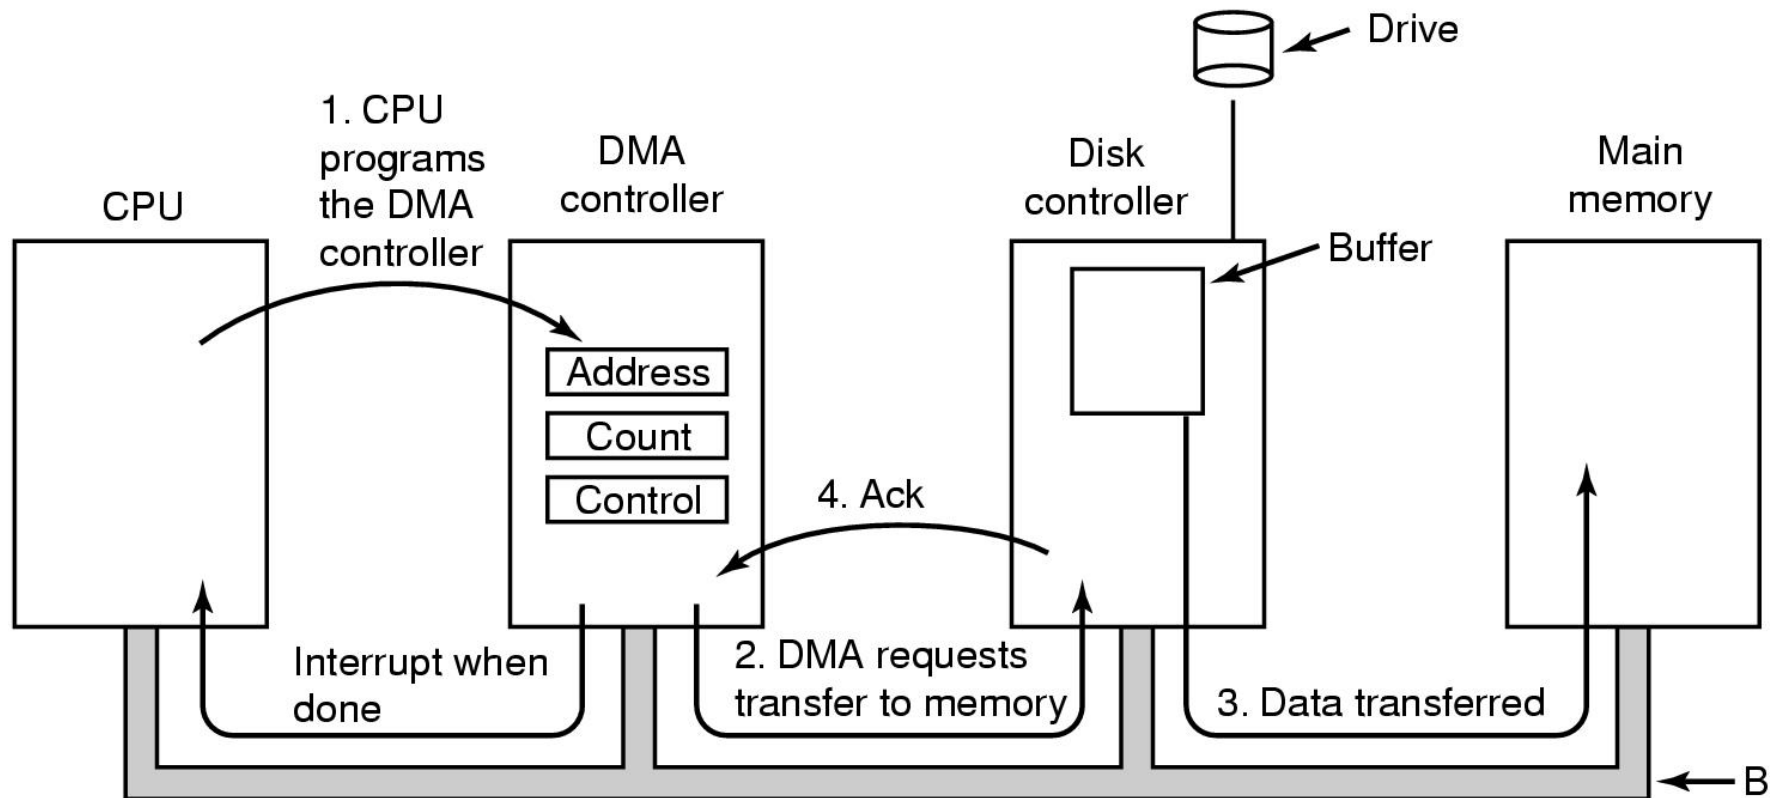 Drive
1. CPU
programs
the DMA
controller
DMA
controller
Disk
controller
Main
memory
CPU
Buffer
Address
Count
Control
4. Ack
Interrupt when
done
2. DMA requests
transfer to memory
3. Data transferred
B